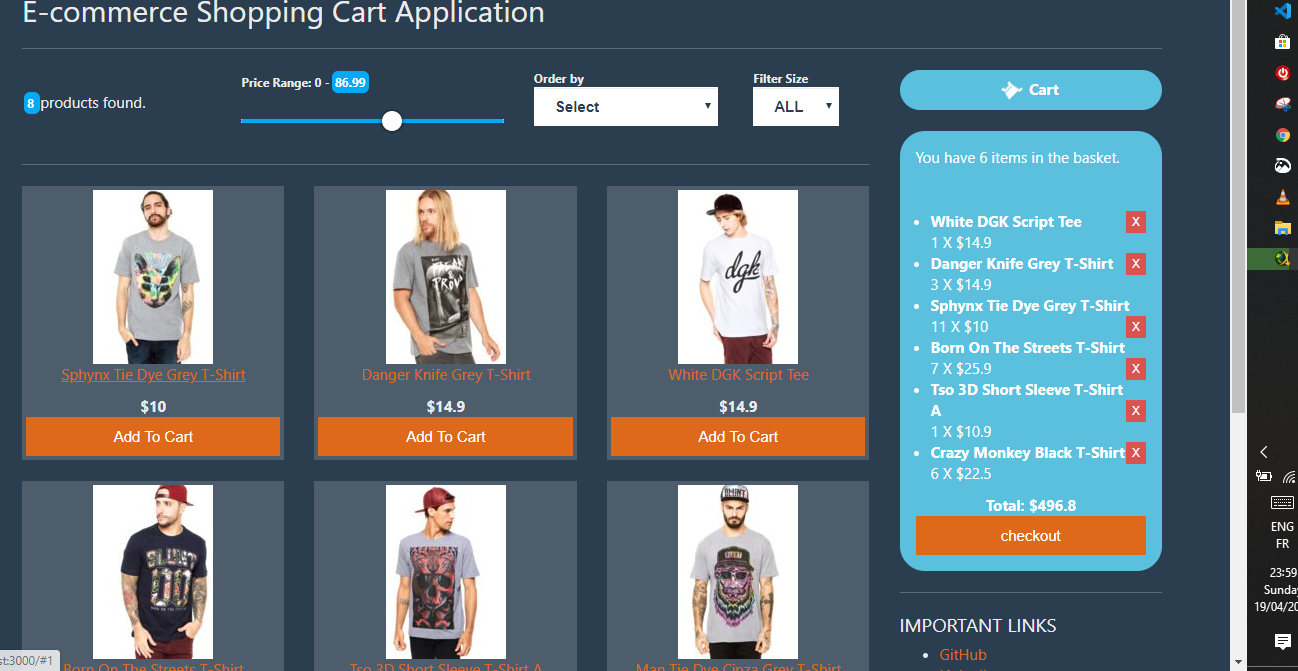 E-commerce Shopping Cart Application
8 products found.
Price Range: 0 - 86.99
Order by
Select
Filter Size
ALL
Cart
You have 6 items in the basket.
White DGK Script Tee X
1 X $14.9
Danger Knife Grey T-Shirt X
3 X $14.9
Sphynx Tie Dye Grey T-Shirt
11 X $10 X
Born On The Streets T-Shirt
7 X $25.9 X
Tso 3D Short Sleeve T-Shirt
A X
1 X $10.9
Crazy Monkey Black T-Shirt X
6 X $22.5
Total: $496.8
checkout
Sphynx Tie Dye Grey T-Shirt
$10
Add To Cart
Danger Knife Grey T-Shirt
$14.9
Add To Cart
dgk
White DGK Script Tee
$14.9
Add To Cart
Born On The Streets T-Shirt
Tso 3D Short Sleeve T-Shirt A
Man Tie Dye Cinza Grey T-Shirt
IMPORTANT LINKS
GitHub
st:3000/#1
ENG
FR
23:59
Sunday
19/04/20